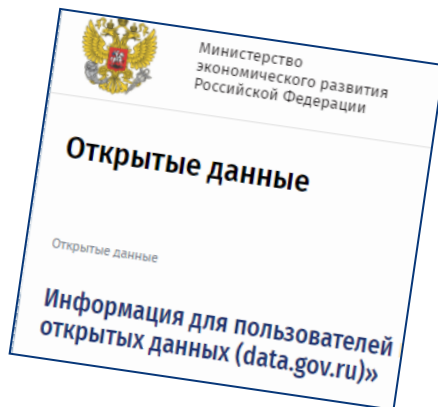 Министерство
экономического развития
Российской Федерации
Открытые данные
Открытые данные
Информация для пользователей
открытых данных (data.gov.ru)»